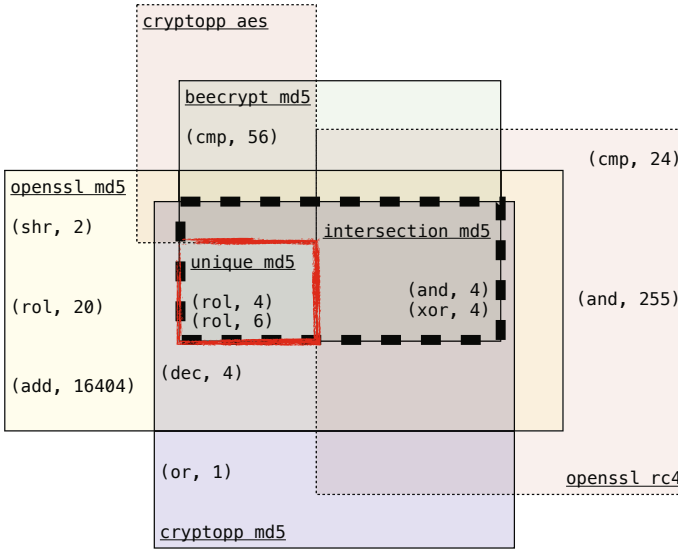 cryptopp aes
beecrypt md5
(cmp, 56)
(cmp, 24)
openssl md5
(shr, 2)
intersection md5
unique md5
(and, 4)
(and, 255)
(rol, 20)
(rol, 4)
(xor, 4)
(rol, 6)
(dec, 4)
(add, 16404)
(or, 1)
openssl rc4
cryptopp md5